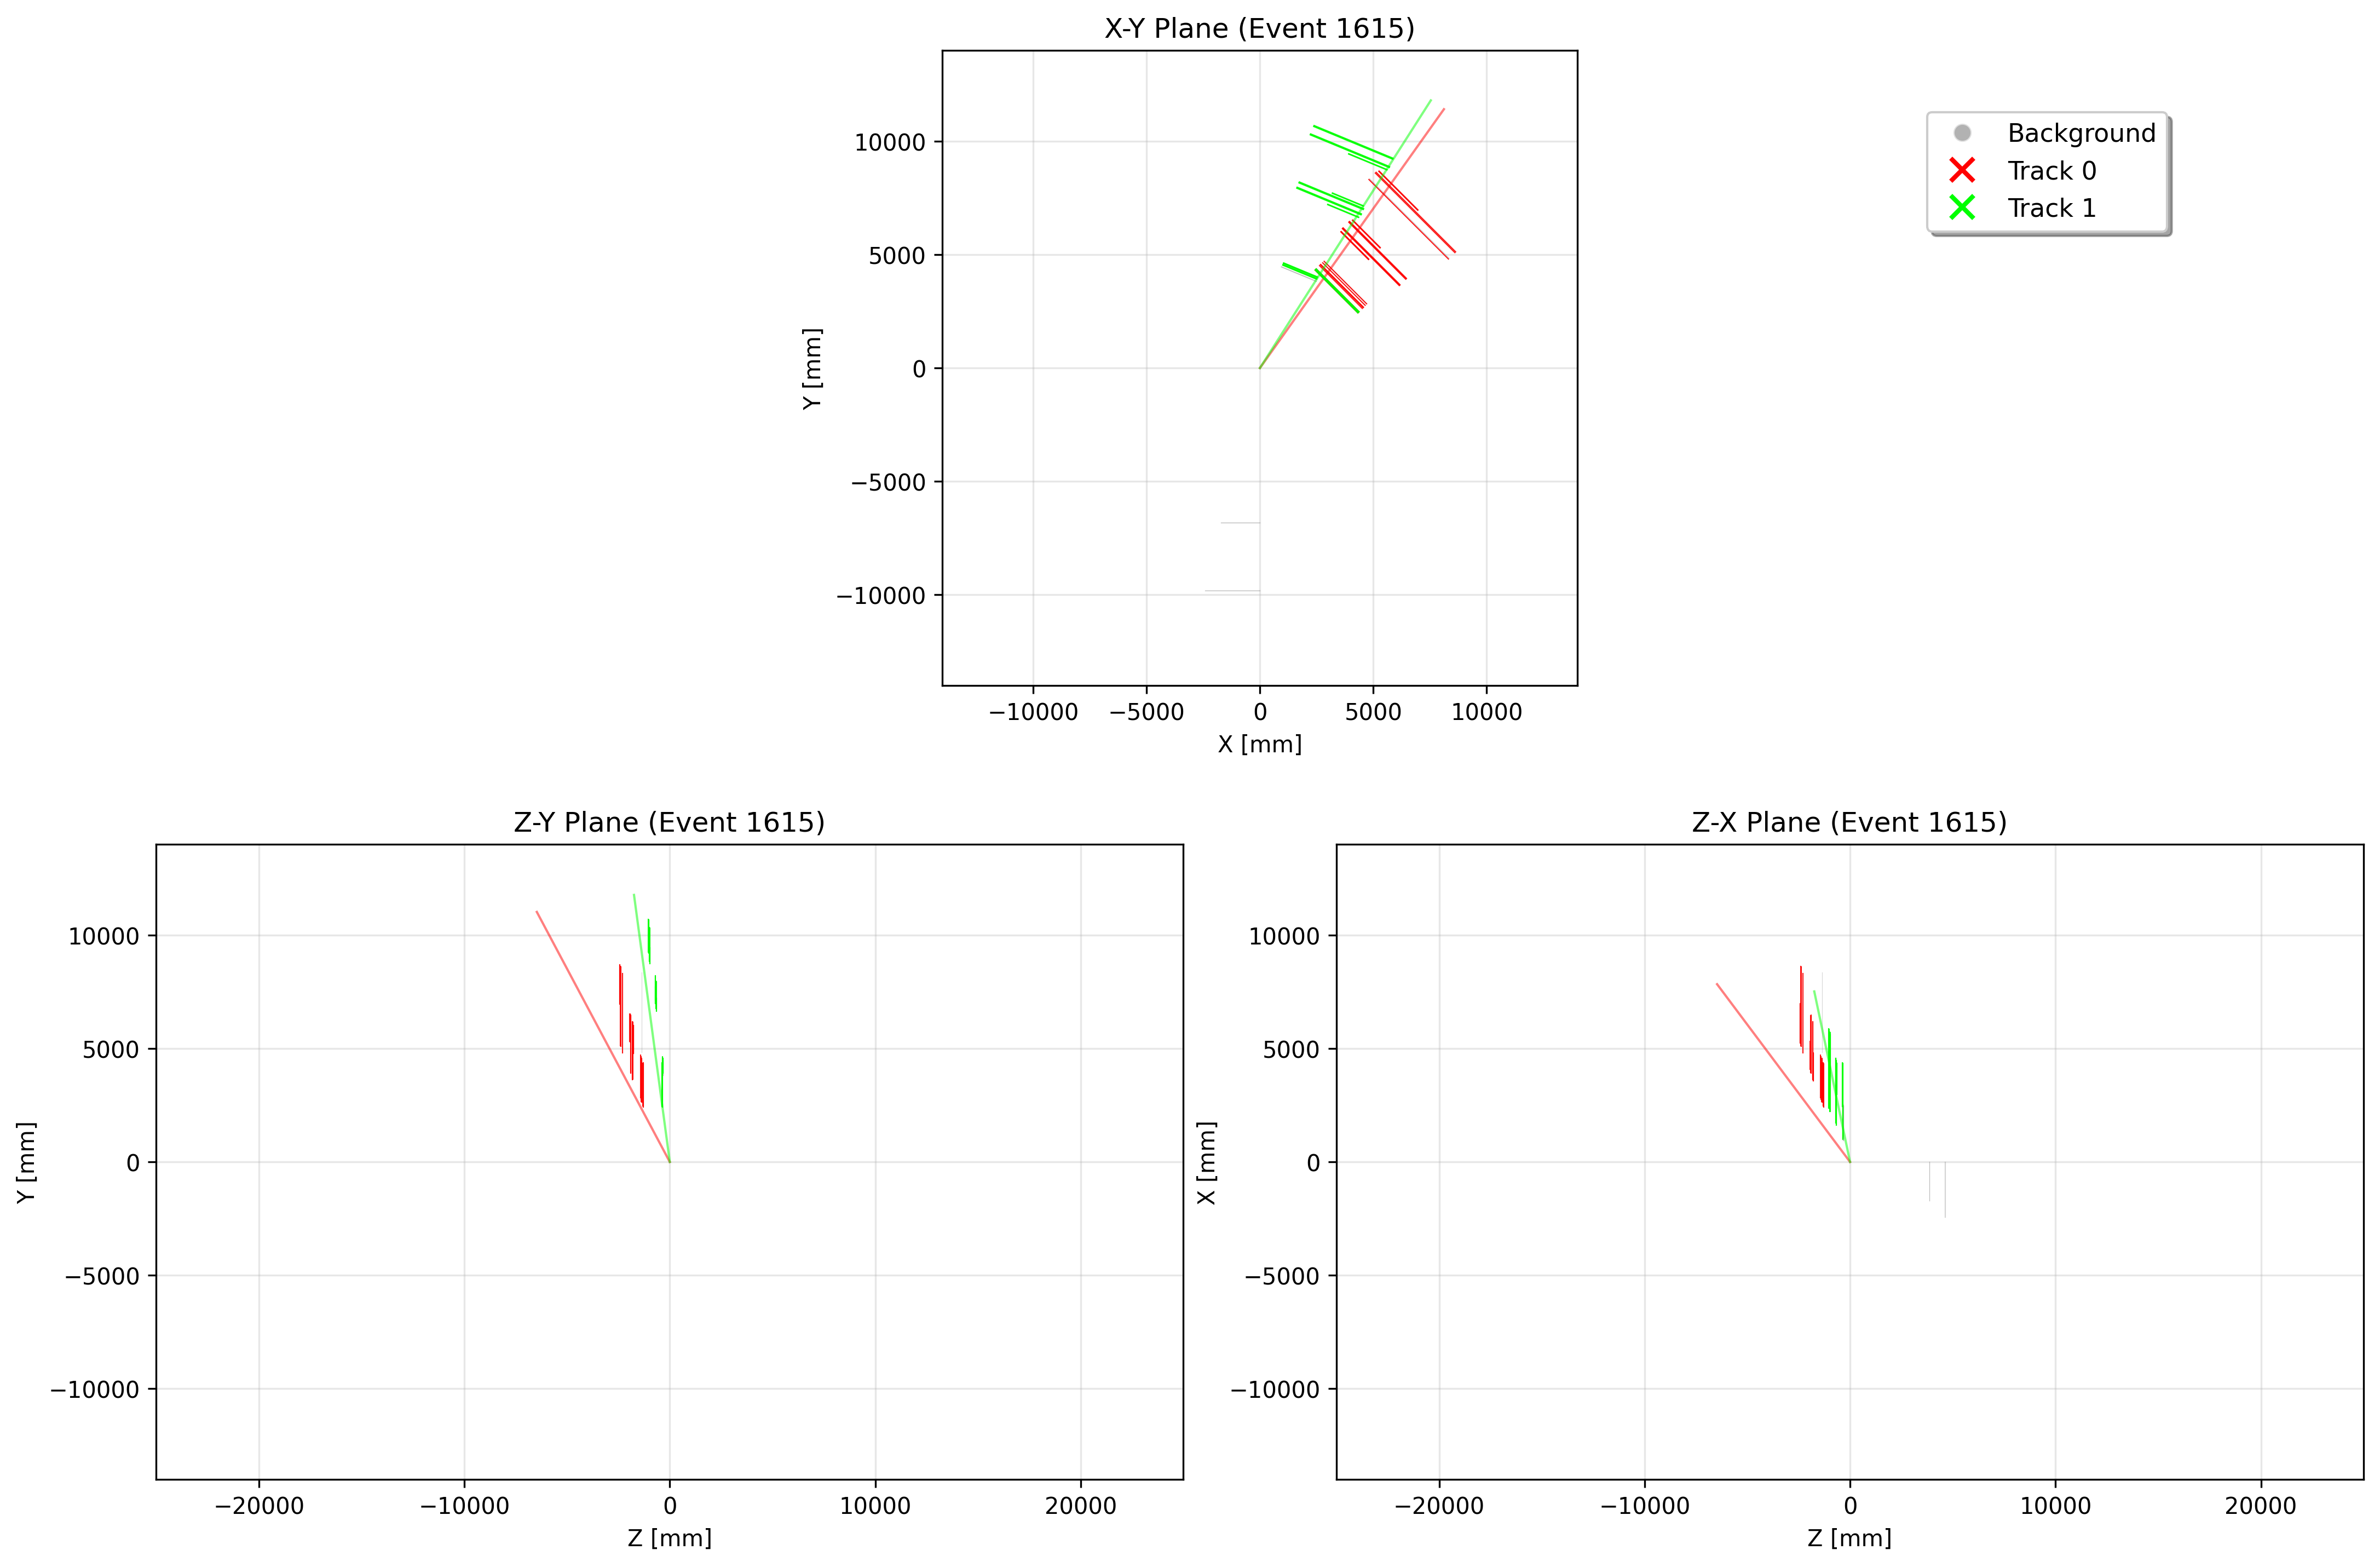 X-Y Plane (Event 1615)
Y [mm]
10000
5000
0
−5000
−10000
−10000 −5000 0 5000 10000
X [mm]
Background
Track 0
Track 1
Z-Y Plane (Event 1615)
Y [mm]
10000
5000
0
−5000
−10000
−20000 −10000 0 10000 20000
Z [mm]
Z-X Plane (Event 1615)
X [mm]
10000
5000
0
−5000
−10000
−20000 −10000 0 10000 20000
Z [mm]